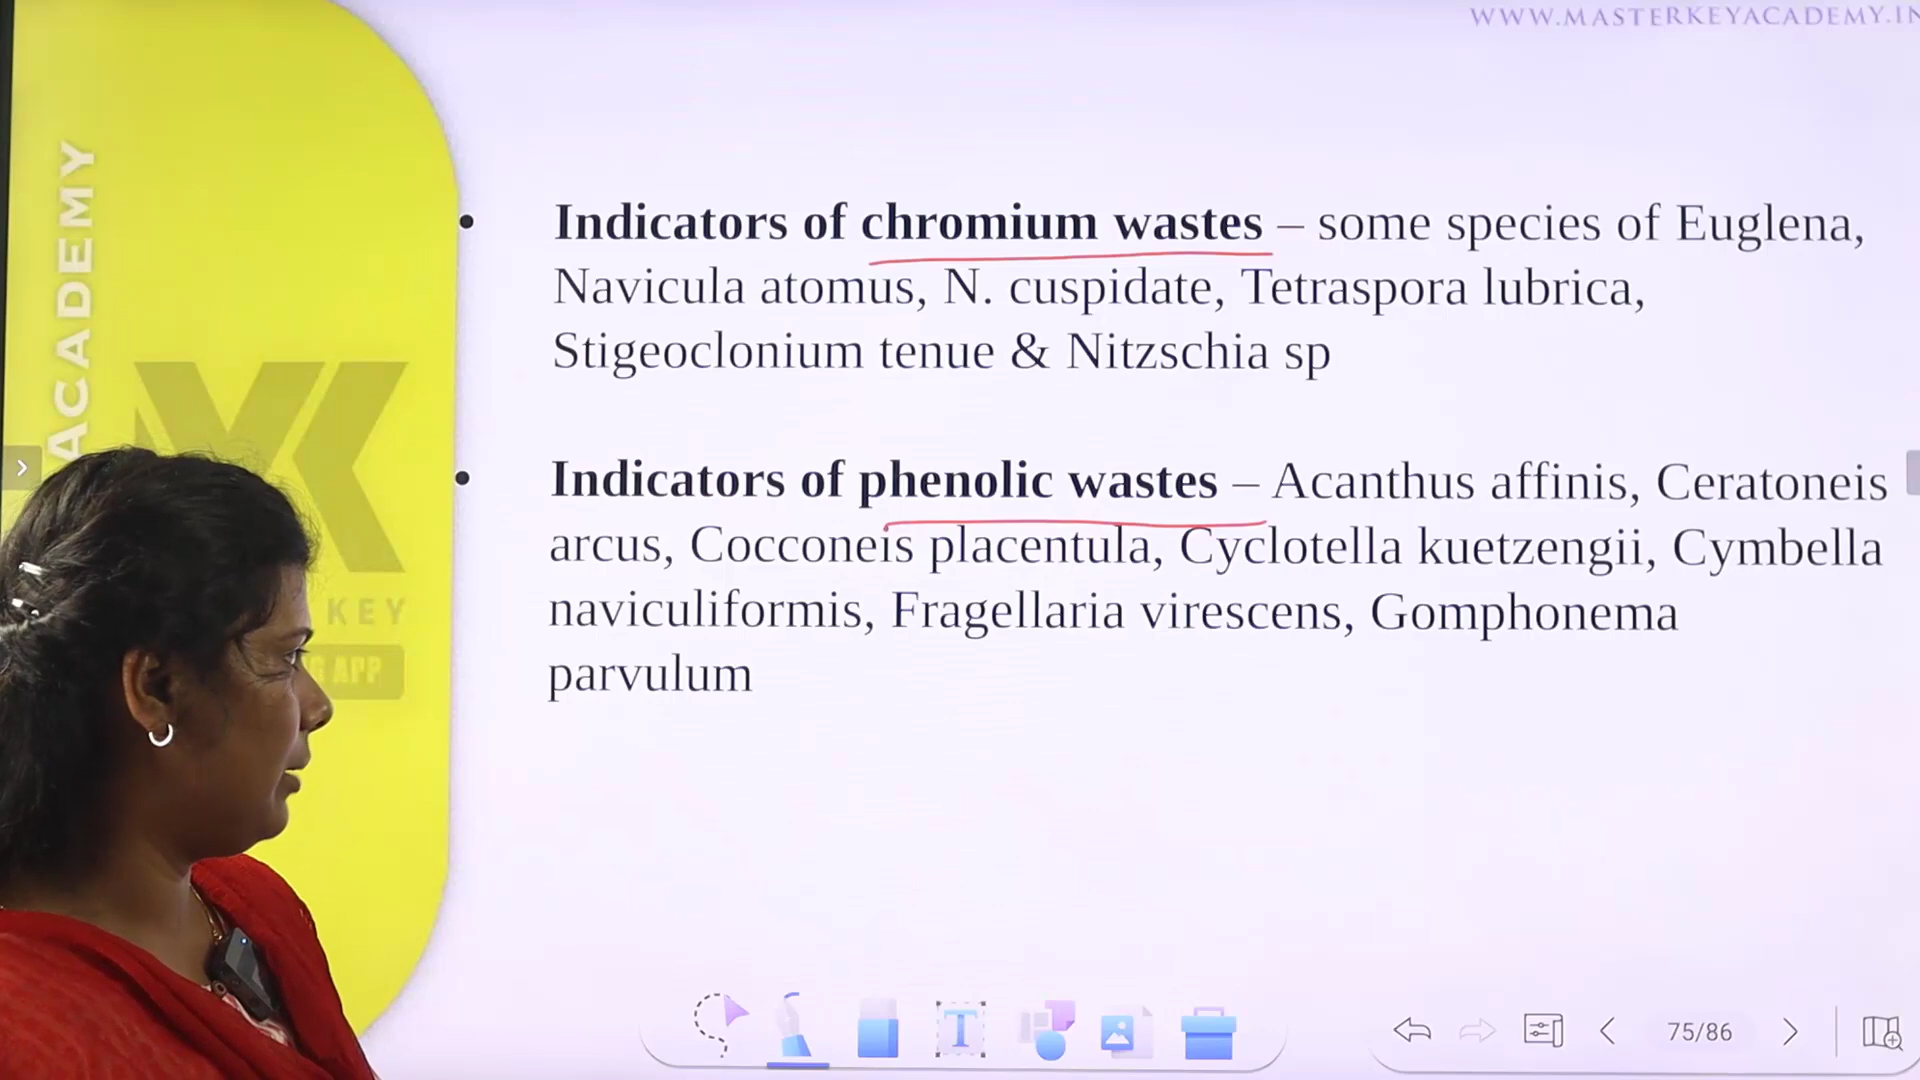 WWW.MASTERKEYACADEMY.IN
ACADEMY
• Indicators of chromium wastes – some species of Euglena,
Navicula atomus, N. cuspidate, Tetraspora lubrica,
Stigeoclonium tenue & Nitzschia sp
• Indicators of phenolic wastes – Acanthus affinis, Ceratoneis
arcus, Cocconeis placentula, Cyclotella kuetzengii, Cymbella
naviculiformis, Fragellaria virescens, Gomphonema
parvulum
KEY
APP
T
75/86